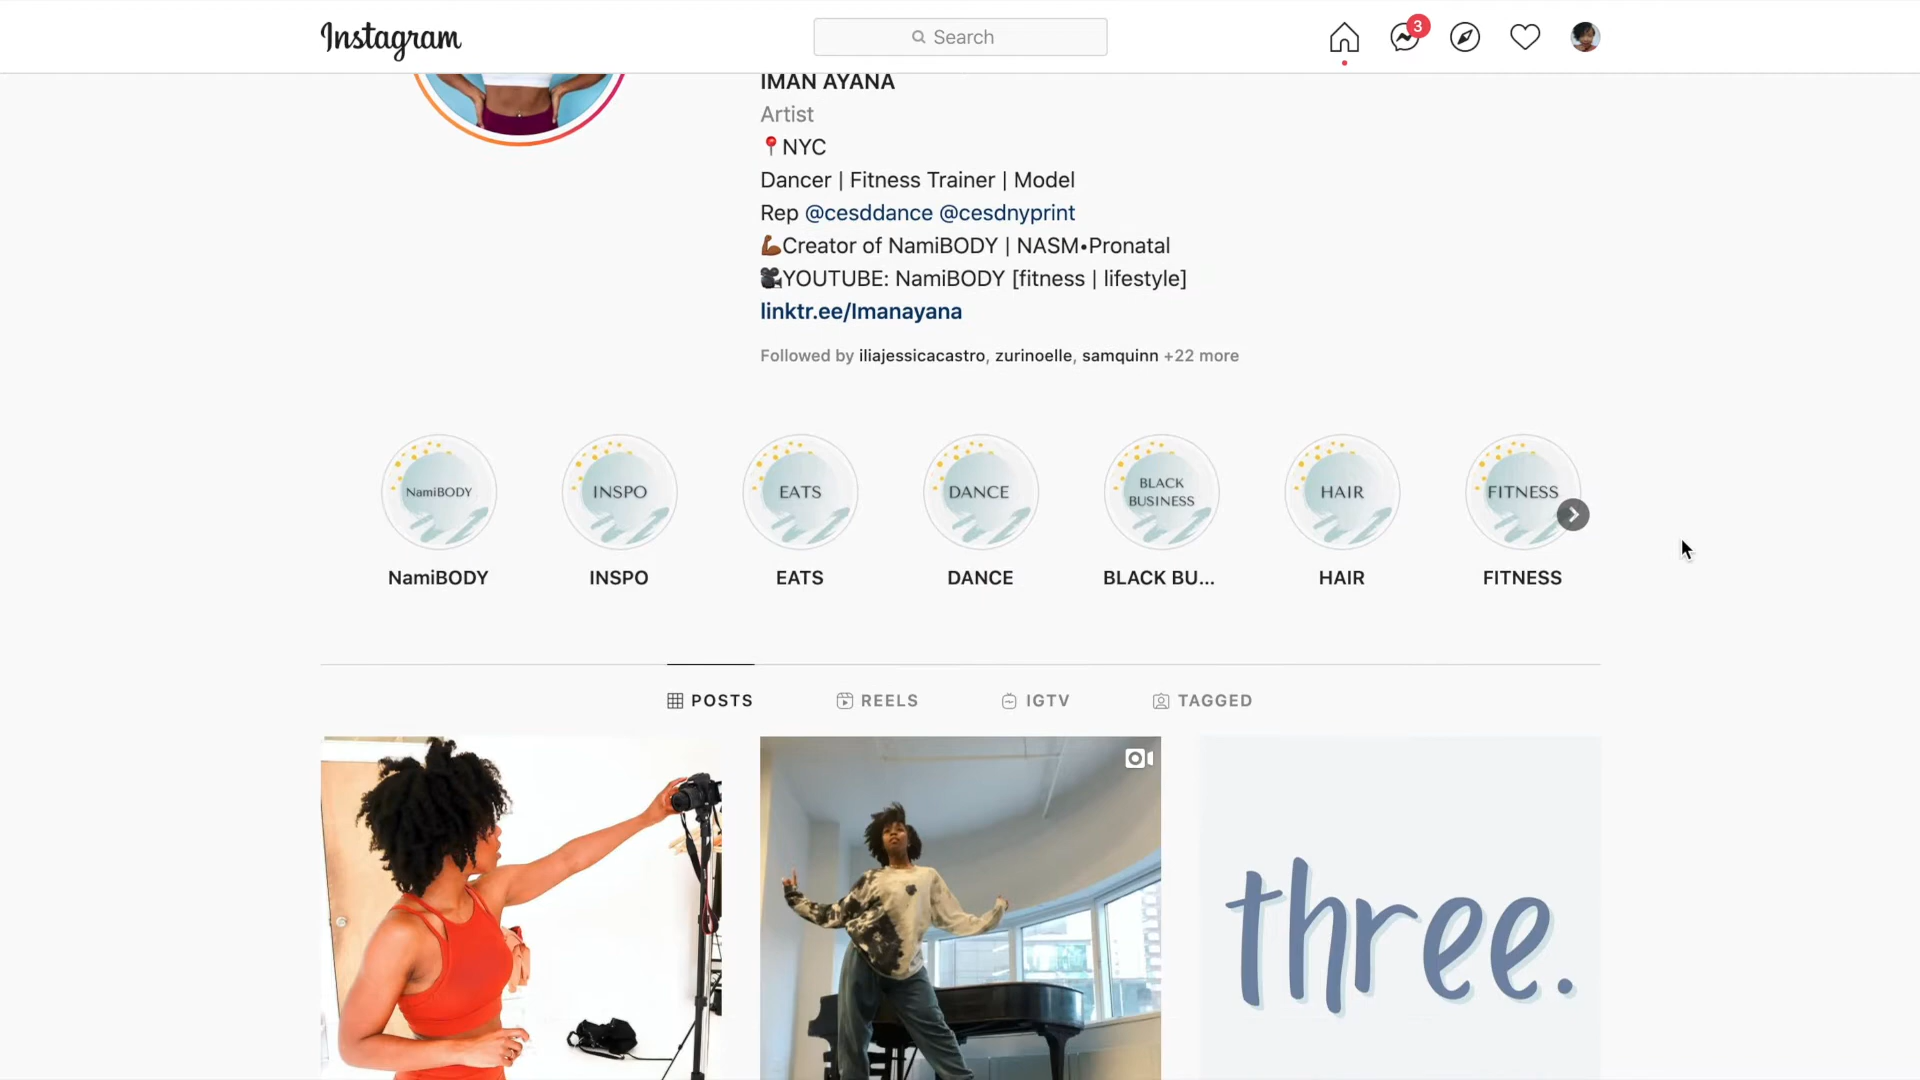 Instagram
Search
3
IMAN AYANA
Artist
📍NYC
Dancer | Fitness Trainer | Model
Rep @cesddance @cesdnyprint
💪🏾Creator of NamiBODY | NASM•Pronatal
🎥YOUTUBE: NamiBODY [fitness | lifestyle]
linktr.ee/Imanayana
Followed by iliajessicacastro, zurinoelle, samquinn +22 more
NamiBODY
INSPO
EATS
DANCE
BLACK
BUSINESS
HAIR
FITNESS
NamiBODY
INSPO
EATS
DANCE
BLACK BU...
HAIR
FITNESS
POSTS
REELS
IGTV
TAGGED
three.